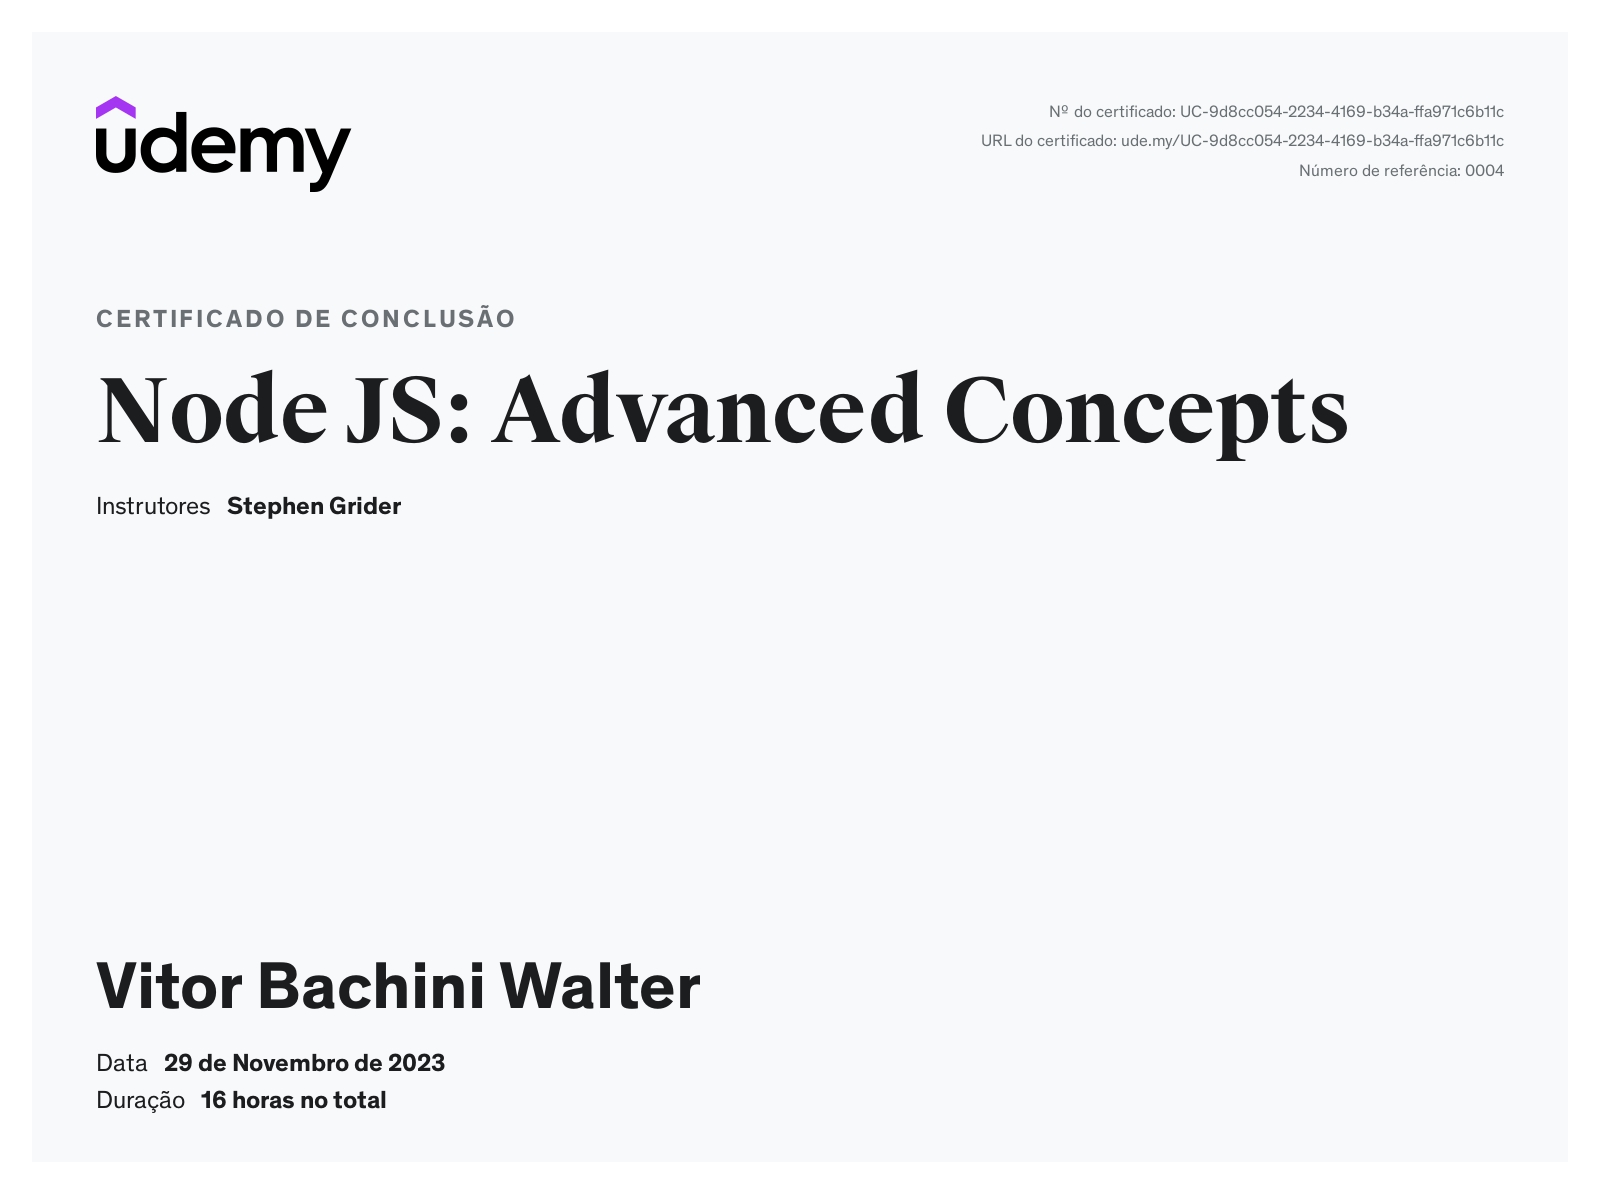 udemy
Nº do certificado: UC-9d8cc054-2234-4169-b34a-ffa971c6b11c
URL do certificado: ude.my/UC-9d8cc054-2234-4169-b34a-ffa971c6b11c
Número de referência: 0004
CERTIFICADO DE CONCLUSÃO
Node JS: Advanced Concepts
Instrutores Stephen Grider
Vitor Bachini Walter
Data 29 de Novembro de 2023
Duração 16 horas no total